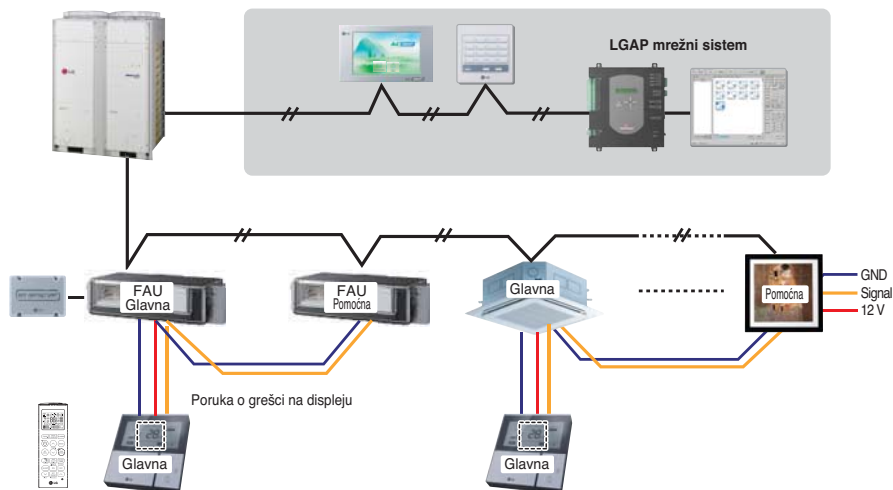 LGAP mrežni sistem
FAU
Glavna
FAU
Pomoćna
Glavna
Pomoćna
GND
Signal
12 V
Poruka o grešci na displeju
Glavna
Glavna